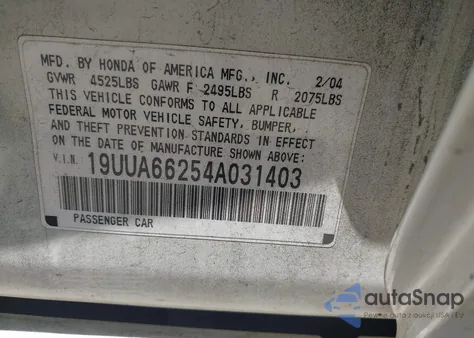 MFD. BY HONDA OF AMERICA MFG., INC. 2/04
GVWR 4525LBS GAWR F 2495LBS R 2075LBS
THIS VEHICLE CONFORMS TO ALL APPLICABLE
FEDERAL MOTOR VEHICLE SAFETY, BUMPER,
AND THEFT PREVENTION STANDARDS IN EFFECT
ON THE DATE OF MANUFACTURE SHOWN ABOVE:
V.I.N. 19UUA66254A031403
PASSENGER CAR
autoSnap